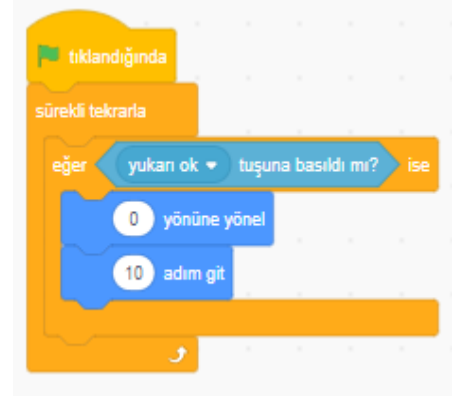 tıklandığında
sürekli tekrarla
eğer yukarı ok tuşuna basıldı mı? ise
0 yönüne yönel
10 adım git